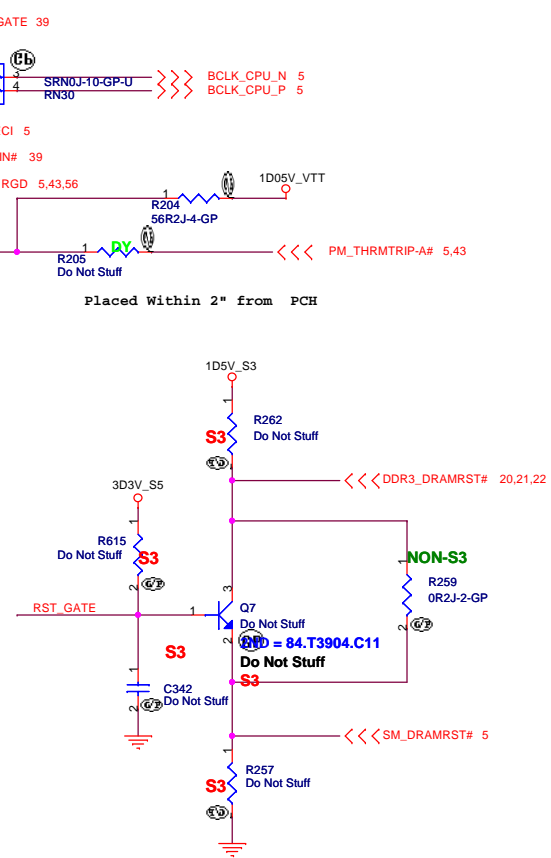 GATE 39
3
4
SRN0J-10-GP-U
RN30
BCLK_CPU_N 5
BCLK_CPU_P 5
CI 5
IN# 39
RGD 5,43,56
1
R204
56R2J-4-GP
1D05V_VTT
1
DY
R205
Do Not Stuff
PM_THRMTRIP-A# 5,43
Placed Within 2" from PCH
1D5V_S3
1
R262
S3
Do Not Stuff
DDR3_DRAMRST# 20,21,22
3D3V_S5
1
R615
Do Not Stuff
S3
2
G/P
NON-S3
1
R259
0R2J-2-GP
2
G/P
RST_GATE
1
3
Q7
Do Not Stuff
2
2ND = 84.T3904.C11
Do Not Stuff
S3
S3
1
C342
Do Not Stuff
2
G/P
SM_DRAMRST# 5
1
R257
S3
Do Not Stuff